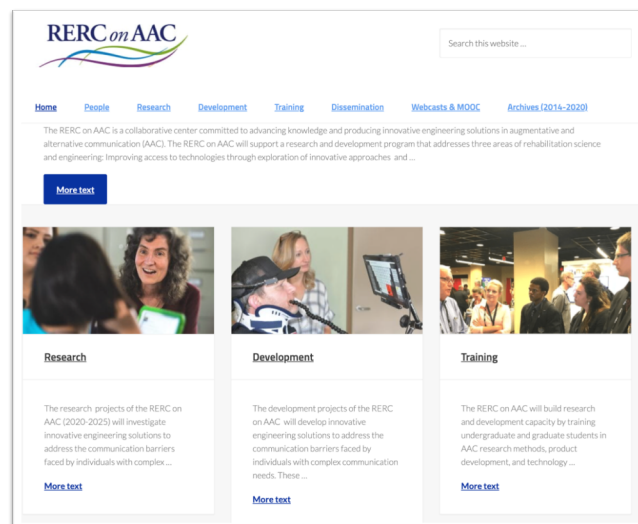 RERC on AAC
Search this website ...
Home People Research Development Training Dissemination Webcasts & MOOC Archives (2014-2020)
The RERC on AAC is a collaborative center committed to advancing knowledge and producing innovative engineering solutions in augmentative and
alternative communication (AAC). The RERC on AAC will support a research and development program that addresses three areas of rehabilitation science
and engineering: Improving access to technologies through exploration of innovative approaches and ...
More text
Research
The research projects of the RERC on
AAC (2020-2025) will investigate
innovative engineering solutions to
address the communication barriers
faced by individuals with complex ...
More text
Development
The development projects of the RERC
on AAC will develop innovative
engineering solutions to address the
communication barriers faced by
individuals with complex communication
needs. These ...
More text
Training
The RERC on AAC will build research
and development capacity by training
undergraduate and graduate students in
AAC research methods, product
development, and technology ...
More text